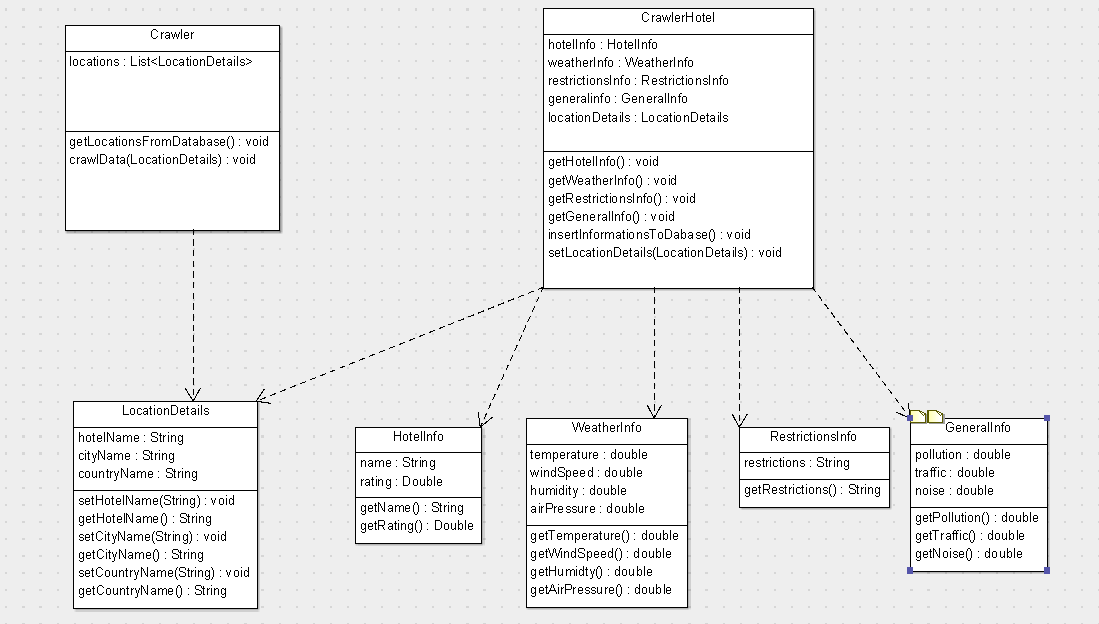 Crawler
locations : List<LocationDetails>
getLocationsFromDatabase() : void
crawlData(LocationDetails) : void
CrawlerHotel
hotelInfo : HotelInfo
weatherInfo : WeatherInfo
restrictionsInfo : RestrictionsInfo
generalinfo : GeneralInfo
locationDetails : LocationDetails
getHotelInfo() : void
getWeatherInfo() : void
getRestrictionsInfo() : void
getGeneralInfo() : void
insertInformationsToDabase() : void
setLocationDetails(LocationDetails) : void
LocationDetails
hotelName : String
cityName : String
countryName : String
setHotelName(String) : void
getHotelName() : String
setCityName(String) : void
getCityName() : String
setCountryName(String) : void
getCountryName() : String
HotelInfo
name : String
rating : Double
getName() : String
getRating() : Double
WeatherInfo
temperature : double
windSpeed : double
humidity : double
airPressure : double
getTemperature() : double
getWindSpeed() : double
getHumidty() : double
getAirPressure() : double
RestrictionsInfo
restrictions : String
getRestrictions() : String
GeneralInfo
pollution : double
traffic : double
noise : double
getPollution() : double
getTraffic() : double
getNoise() : double